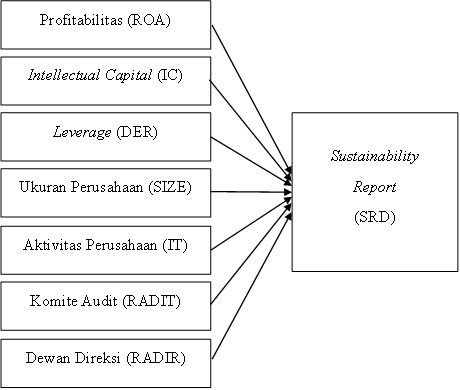 Profitabilitas (ROA)
Intellectual Capital (IC)
Leverage (DER)
Ukuran Perusahaan (SIZE)
Aktivitas Perusahaan (IT)
Komite Audit (RADIT)
Dewan Direksi (RADIR)
Sustainability
Report
(SRD)